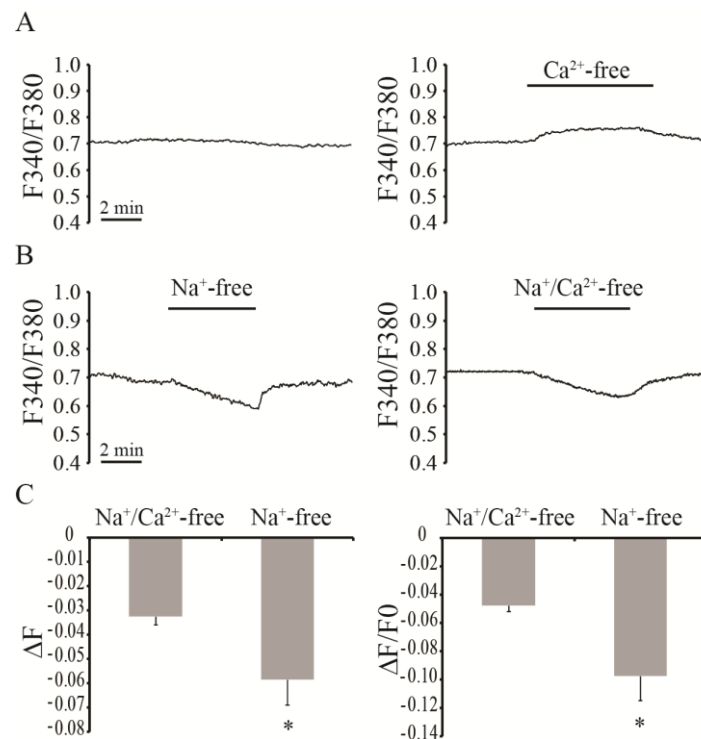 A
Ca²⁺-free
F340/F380
1.0
0.9
0.8
0.7
0.6
0.5
0.4
2 min
F340/F380
1.0
0.9
0.8
0.7
0.6
0.5
0.4
B
Na⁺-free
Na⁺/Ca²⁺-free
F340/F380
1.0
0.9
0.8
0.7
0.6
0.5
0.4
2 min
F340/F380
1.0
0.9
0.8
0.7
0.6
0.5
0.4
C
Na⁺/Ca²⁺-free Na⁺-free
ΔF
0
-0.01
-0.02
-0.03
-0.04
-0.05
-0.06
-0.07
-0.08
*
Na⁺/Ca²⁺-free Na⁺-free
ΔF/F0
0
-0.02
-0.04
-0.06
-0.08
-0.10
-0.12
-0.14
*